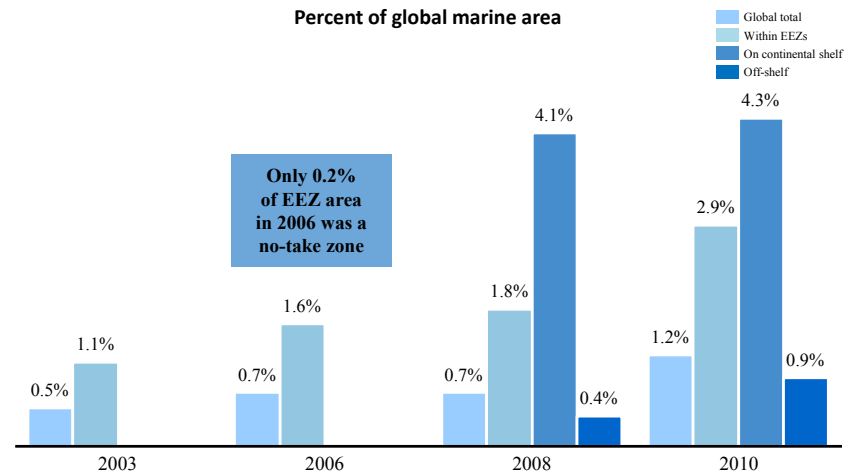 Percent of global marine area
Global total
Within EEZs
On continental shelf
Off-shelf
4.1%
4.3%
Only 0.2%
of EEZ area
in 2006 was a
no-take zone
2.9%
1.8%
1.6%
1.1%
1.2%
0.9%
0.7%
0.7%
0.5%
0.4%
2003
2006
2008
2010